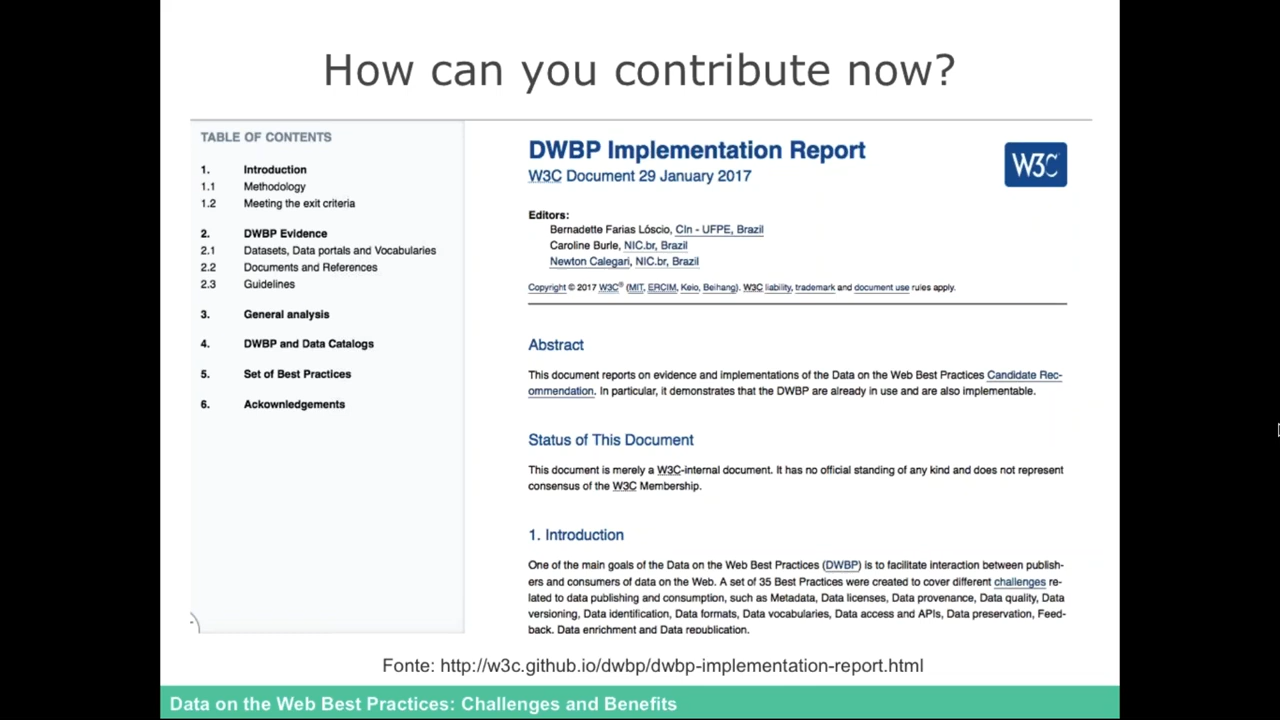 How can you contribute now?
TABLE OF CONTENTS
1. Introduction
1.1 Methodology
1.2 Meeting the exit criteria
2. DWBP Evidence
2.1 Datasets, Data portals and Vocabularies
2.2 Documents and References
2.3 Guidelines
3. General analysis
4. DWBP and Data Catalogs
5. Set of Best Practices
6. Ackownledgements
DWBP Implementation Report
W3C Document 29 January 2017
W3C
Editors:
Bernadette Farias Lóscio, CIn - UFPE, Brazil
Caroline Burle, NIC.br, Brazil
Newton Calegari, NIC.br, Brazil
Copyright © 2017 W3C® (MIT, ERCIM, Keio, Beihang). W3C liability, trademark and document use rules apply.
Abstract
This document reports on evidence and implementations of the Data on the Web Best Practices Candidate Rec-
ommendation. In particular, it demonstrates that the DWBP are already in use and are also implementable.
Status of This Document
This document is merely a W3C-internal document. It has no official standing of any kind and does not represent
consensus of the W3C Membership.
1. Introduction
One of the main goals of the Data on the Web Best Practices (DWBP) is to facilitate interaction between publish-
ers and consumers of data on the Web. A set of 35 Best Practices were created to cover different challenges re-
lated to data publishing and consumption, such as Metadata, Data licenses, Data provenance, Data quality, Data
versioning, Data identification, Data formats, Data vocabularies, Data access and APIs, Data preservation, Feed-
back, Data enrichment and Data republication.
Fonte: http://w3c.github.io/dwbp/dwbp-implementation-report.html
Data on the Web Best Practices: Challenges and Benefits